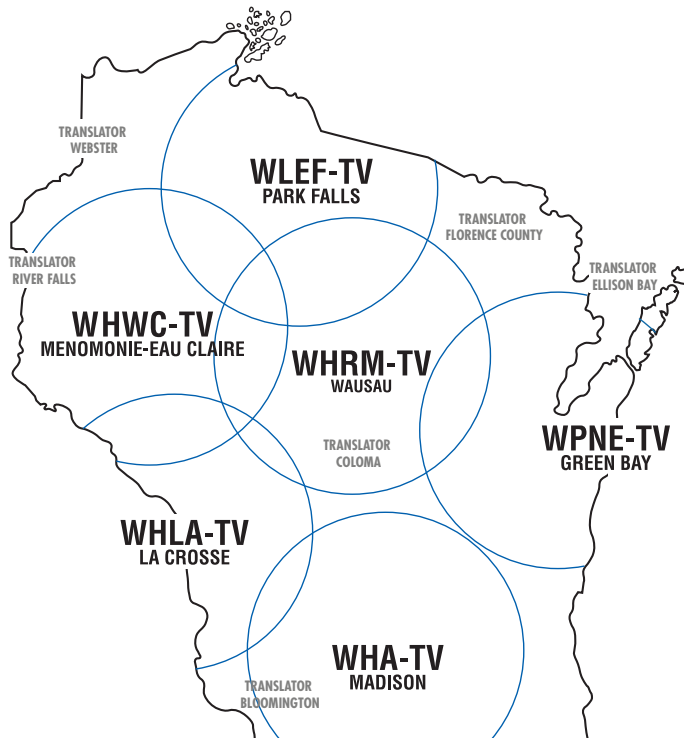 TRANSLATOR
WEBSTER
WLEF-TV
PARK FALLS
TRANSLATOR
FLORENCE COUNTY
TRANSLATOR
RIVER FALLS
TRANSLATOR
ELLISON BAY
WHWC-TV
MENOMONIE-EAU CLAIRE
WHRM-TV
WAUSAU
TRANSLATOR
COLOMA
WPNE-TV
GREEN BAY
WHLA-TV
LA CROSSE
WHA-TV
MADISON
TRANSLATOR
BLOOMINGTON